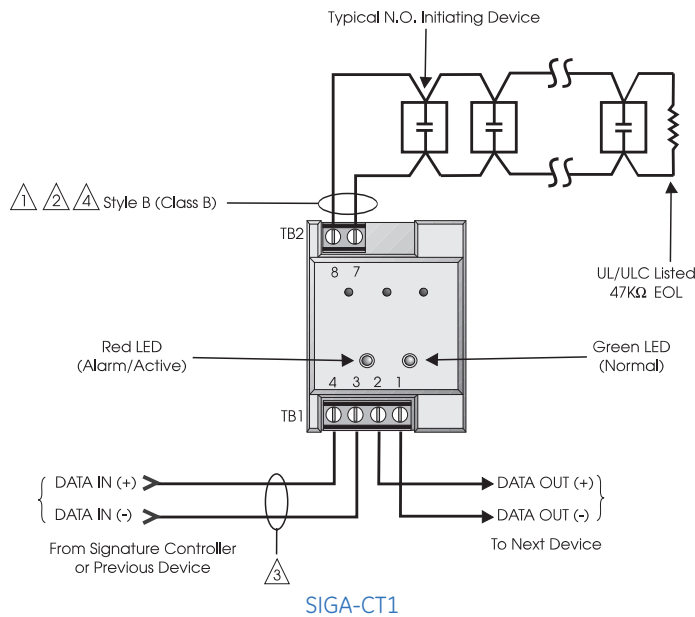 Typical N.O. Initiating Device
1 2 4 Style B (Class B)
TB2
8 7
UL/ULC Listed
47KΩ EOL
Red LED
(Alarm/Active)
Green LED
(Normal)
4 3 2 1
TB1
DATA IN (+)
DATA OUT (+)
DATA IN (-)
DATA OUT (-)
From Signature Controller
or Previous Device
3
To Next Device
SIGA-CT1